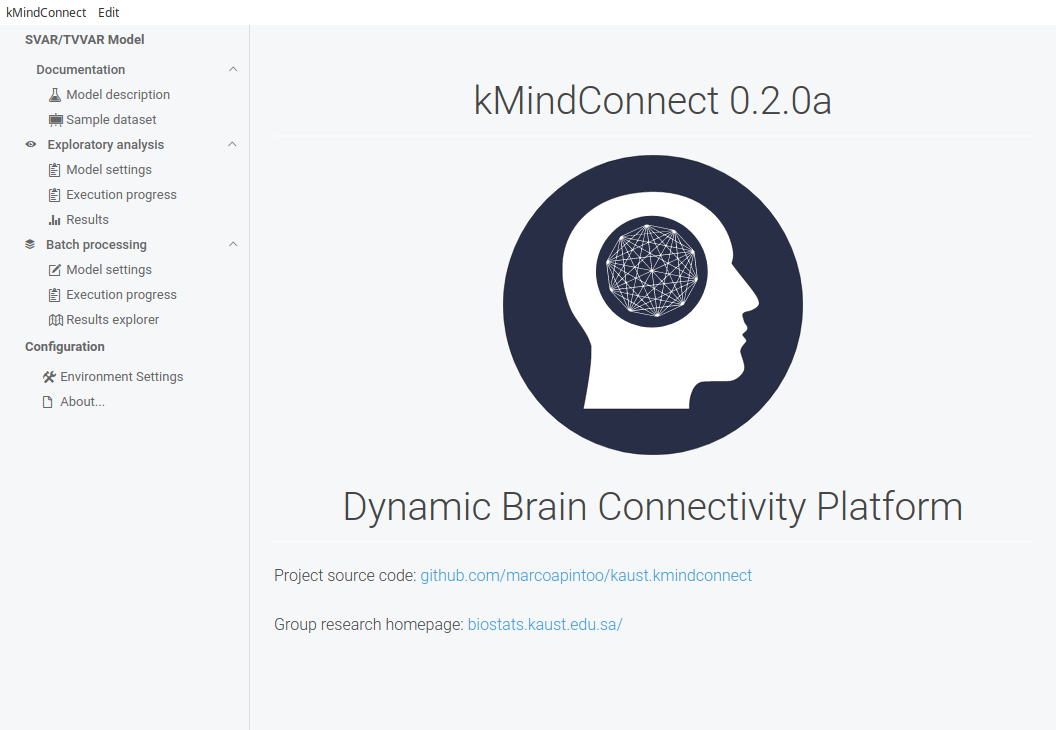 kMindConnect Edit
SVAR/TVVAR Model
Documentation
Model description
Sample dataset
Exploratory analysis
Model settings
Execution progress
Results
Batch processing
Model settings
Execution progress
Results explorer
Configuration
Environment Settings
About...
kMindConnect 0.2.0a
Dynamic Brain Connectivity Platform
Project source code: github.com/marcoapintoo/kaust.kmindconnect
Group research homepage: biostats.kaust.edu.sa/